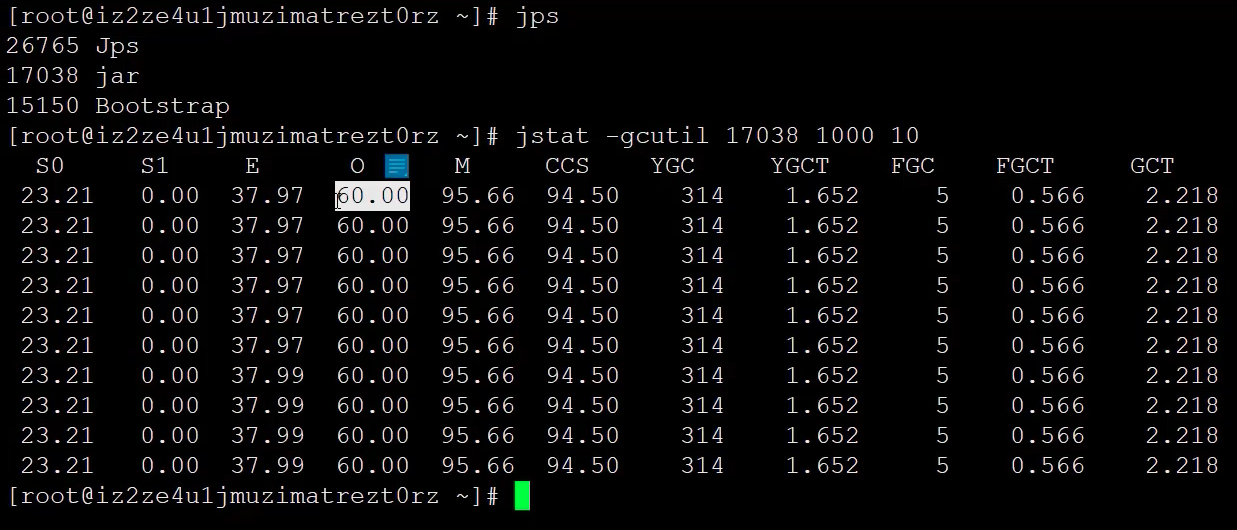 [root@iz2ze4u1jmuzimatrezt0rz ~]# jps
26765 Jps
17038 jar
15150 Bootstrap
[root@iz2ze4u1jmuzimatrezt0rz ~]# jstat -gcutil 17038 1000 10
S0 S1 E O M CCS YGC YGCT FGC FGCT GCT
23.21 0.00 37.97 60.00 95.66 94.50 314 1.652 5 0.566 2.218
23.21 0.00 37.97 60.00 95.66 94.50 314 1.652 5 0.566 2.218
23.21 0.00 37.97 60.00 95.66 94.50 314 1.652 5 0.566 2.218
23.21 0.00 37.97 60.00 95.66 94.50 314 1.652 5 0.566 2.218
23.21 0.00 37.97 60.00 95.66 94.50 314 1.652 5 0.566 2.218
23.21 0.00 37.97 60.00 95.66 94.50 314 1.652 5 0.566 2.218
23.21 0.00 37.99 60.00 95.66 94.50 314 1.652 5 0.566 2.218
23.21 0.00 37.99 60.00 95.66 94.50 314 1.652 5 0.566 2.218
23.21 0.00 37.99 60.00 95.66 94.50 314 1.652 5 0.566 2.218
23.21 0.00 37.99 60.00 95.66 94.50 314 1.652 5 0.566 2.218
[root@iz2ze4u1jmuzimatrezt0rz ~]#